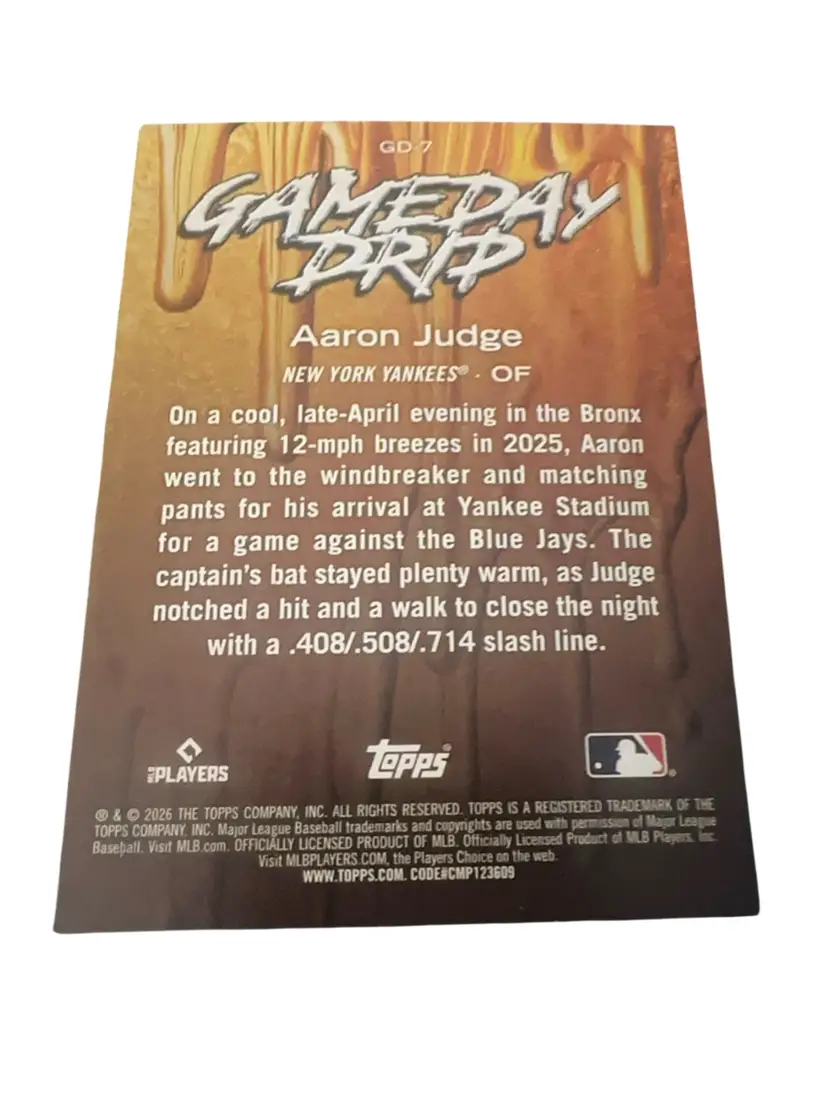 GD-7
GAMEDAY
DRIP
Aaron Judge
NEW YORK YANKEES® · OF
On a cool, late-April evening in the Bronx
featuring 12-mph breezes in 2025, Aaron
went to the windbreaker and matching
pants for his arrival at Yankee Stadium
for a game against the Blue Jays. The
captain's bat stayed plenty warm, as Judge
notched a hit and a walk to close the night
with a .408/.508/.714 slash line.
MLB PLAYERS
topps®
® & © 2026 THE TOPPS COMPANY, INC. ALL RIGHTS RESERVED. TOPPS IS A REGISTERED TRADEMARK OF THE
TOPPS COMPANY, INC. Major League Baseball trademarks and copyrights are used with permission of Major League
Baseball. Visit MLB.com. OFFICIALLY LICENSED PRODUCT OF MLB. Officially Licensed Product of MLB Players, Inc.
Visit MLBPLAYERS.COM, the Players Choice on the web.
WWW.TOPPS.COM. CODE#CMP123609